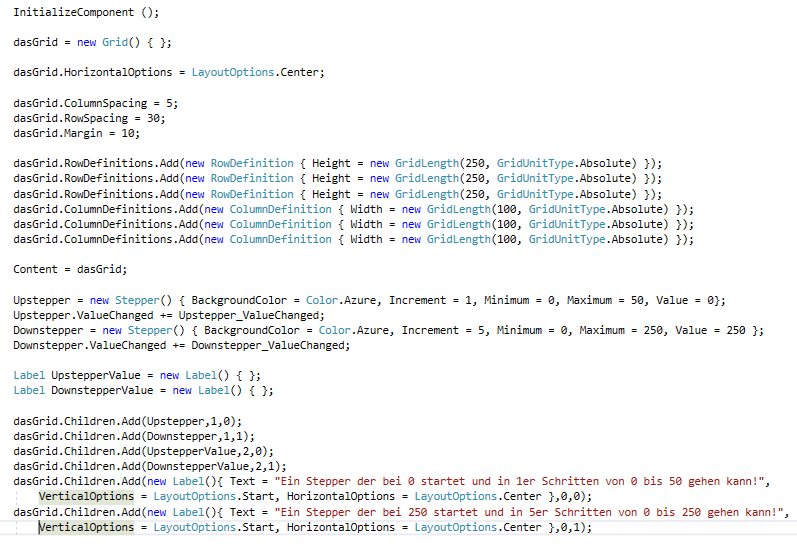 InitializeComponent ();
dasGrid = new Grid() { };
dasGrid.HorizontalOptions = LayoutOptions.Center;
dasGrid.ColumnSpacing = 5;
dasGrid.RowSpacing = 30;
dasGrid.Margin = 10;
dasGrid.RowDefinitions.Add(new RowDefinition { Height = new GridLength(250, GridUnitType.Absolute) });
dasGrid.RowDefinitions.Add(new RowDefinition { Height = new GridLength(250, GridUnitType.Absolute) });
dasGrid.RowDefinitions.Add(new RowDefinition { Height = new GridLength(250, GridUnitType.Absolute) });
dasGrid.ColumnDefinitions.Add(new ColumnDefinition { Width = new GridLength(100, GridUnitType.Absolute) });
dasGrid.ColumnDefinitions.Add(new ColumnDefinition { Width = new GridLength(100, GridUnitType.Absolute) });
dasGrid.ColumnDefinitions.Add(new ColumnDefinition { Width = new GridLength(100, GridUnitType.Absolute) });
Content = dasGrid;
Upstepper = new Stepper() { BackgroundColor = Color.Azure, Increment = 1, Minimum = 0, Maximum = 50, Value = 0};
Upstepper.ValueChanged += Upstepper_ValueChanged;
Downstepper = new Stepper() { BackgroundColor = Color.Azure, Increment = 5, Minimum = 0, Maximum = 250, Value = 250 };
Downstepper.ValueChanged += Downstepper_ValueChanged;
Label UpstepperValue = new Label() { };
Label DownstepperValue = new Label() { };
dasGrid.Children.Add(Upstepper,1,0);
dasGrid.Children.Add(Downstepper,1,1);
dasGrid.Children.Add(UpstepperValue,2,0);
dasGrid.Children.Add(DownstepperValue,2,1);
dasGrid.Children.Add(new Label(){ Text = "Ein Stepper der bei 0 startet und in 1er Schritten von 0 bis 50 gehen kann!",
VerticalOptions = LayoutOptions.Start, HorizontalOptions = LayoutOptions.Center },0,0);
dasGrid.Children.Add(new Label(){ Text = "Ein Stepper der bei 250 startet und in 5er Schritten von 0 bis 250 gehen kann!",
VerticalOptions = LayoutOptions.Start, HorizontalOptions = LayoutOptions.Center },0,1);